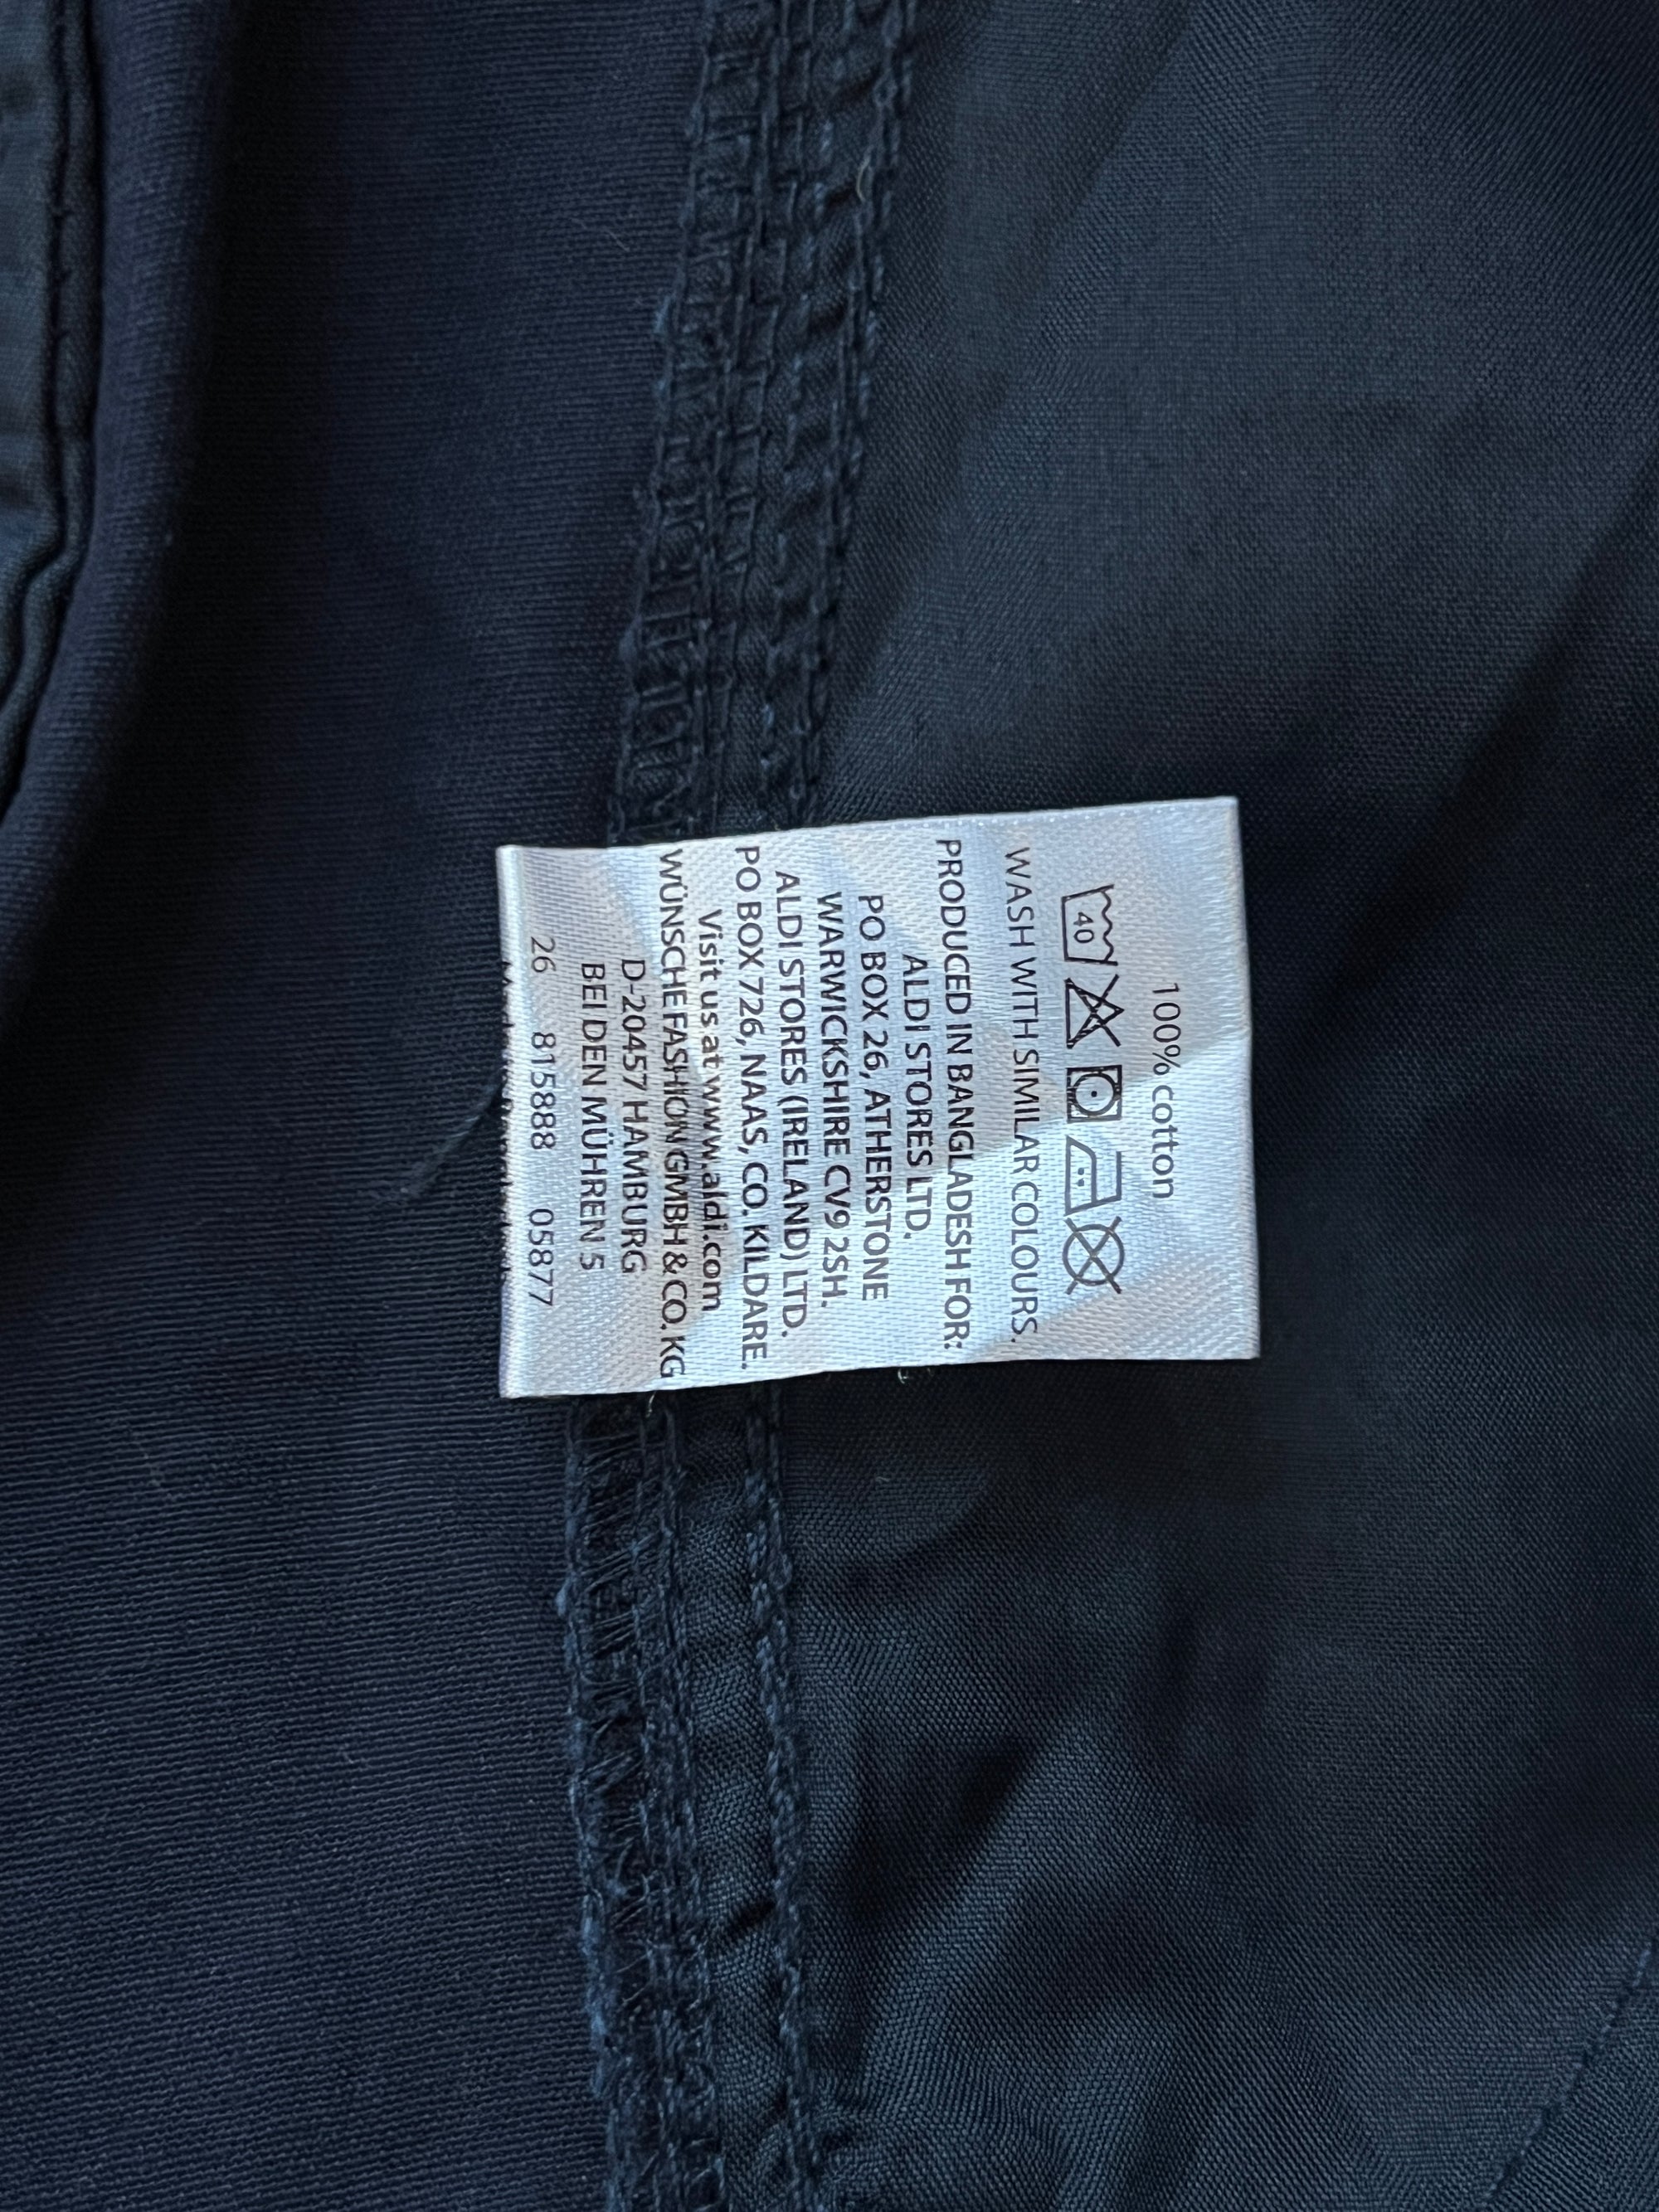 100% cotton
40
WASH WITH SIMILAR COLOURS.
PRODUCED IN BANGLADESH FOR:
ALDI STORES LTD.
PO BOX 26, ATHERSTONE
WARWICKSHIRE CV9 2SH.
ALDI STORES (IRELAND) LTD.
PO BOX 726, NAAS, CO. KILDARE.
Visit us at www.aldi.com
WÜNSCHE FASHION GMBH & CO. KG
D-20457 HAMBURG
BEI DEN MÜHREN 5
26 815888 05877